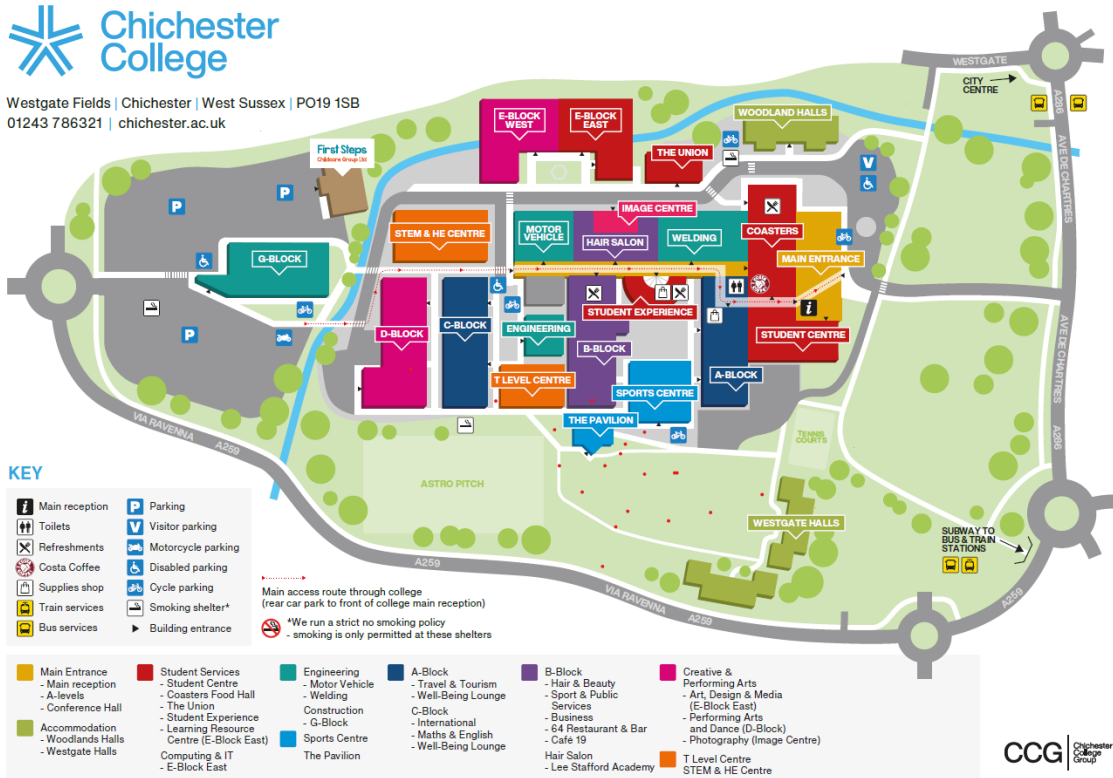 Chichester
College
Westgate Fields | Chichester | West Sussex | PO19 1SB
01243 786321 | chichester.ac.uk
WESTGATE
CITY
CENTRE
A286
AVE DE CHARTRES
First Steps
Childcare Group Ltd
E-BLOCK
WEST
E-BLOCK
EAST
WOODLAND HALLS
THE UNION
V
P
P
IMAGE CENTRE
STEM & HE CENTRE
MOTOR
VEHICLE
HAIR SALON
WELDING
COASTERS
MAIN ENTRANCE
G-BLOCK
i
STUDENT EXPERIENCE
D-BLOCK
C-BLOCK
ENGINEERING
STUDENT CENTRE
P
B-BLOCK
AVE DE CHARTRES
T LEVEL CENTRE
A-BLOCK
SPORTS CENTRE
THE PAVILION
VIA RAVENNA
A259
TENNIS
COURTS
A286
ASTRO PITCH
WESTGATE HALLS
SUBWAY TO
BUS & TRAIN
STATIONS
A259
VIA RAVENNA
A259
A259
KEY
i Main reception
Toilets
Refreshments
Costa Coffee
Supplies shop
Train services
Bus services
P Parking
V Visitor parking
Motorcycle parking
Disabled parking
Cycle parking
Smoking shelter*
Building entrance
Main access route through college
(rear car park to front of college main reception)
*We run a strict no smoking policy
- smoking is only permitted at these shelters
Main Entrance
- Main reception
- A-levels
- Conference Hall
Accommodation
- Woodlands Halls
- Westgate Halls
Student Services
- Student Centre
- Coasters Food Hall
- The Union
- Student Experience
- Learning Resource
Centre (E-Block East)
Computing & IT
- E-Block East
Engineering
- Motor Vehicle
- Welding
Construction
- G-Block
Sports Centre
The Pavilion
A-Block
- Travel & Tourism
- Well-Being Lounge
C-Block
- International
- Maths & English
- Well-Being Lounge
B-Block
- Hair & Beauty
- Sport & Public
Services
- Business
- 64 Restaurant & Bar
- Café 19
Hair Salon
- Lee Stafford Academy
Creative &
Performing Arts
- Art, Design & Media
(E-Block East)
- Performing Arts
and Dance (D-Block)
- Photography (Image Centre)
T Level Centre
STEM & HE Centre
CCG
Chichester
College
Group